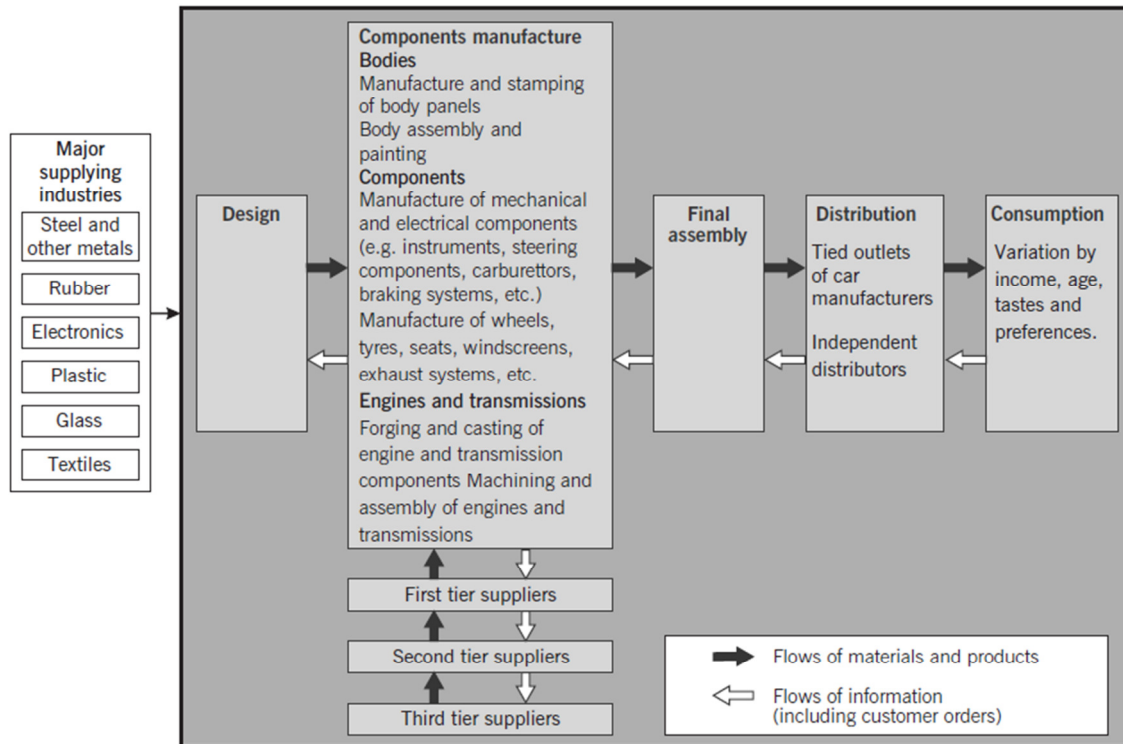 Major
supplying
industries
Steel and
other metals
Rubber
Electronics
Plastic
Glass
Textiles
Design
Components manufacture
Bodies
Manufacture and stamping
of body panels
Body assembly and
painting
Components
Manufacture of mechanical
and electrical components
(e.g. instruments, steering
components, carburettors,
braking systems, etc.)
Manufacture of wheels,
tyres, seats, windscreens,
exhaust systems, etc.
Engines and transmissions
Forging and casting of
engine and transmission
components Machining and
assembly of engines and
transmissions
First tier suppliers
Second tier suppliers
Third tier suppliers
Final
assembly
Distribution
Tied outlets
of car
manufacturers
Independent
distributors
Consumption
Variation by
income, age,
tastes and
preferences.
Flows of materials and products
Flows of information
(including customer orders)